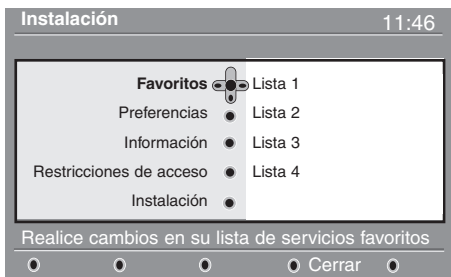 Instalación 11:46
Favoritos Lista 1
Preferencias Lista 2
Información Lista 3
Restricciones de acceso Lista 4
Instalación
Realice cambios en su lista de servicios favoritos
Cerrar